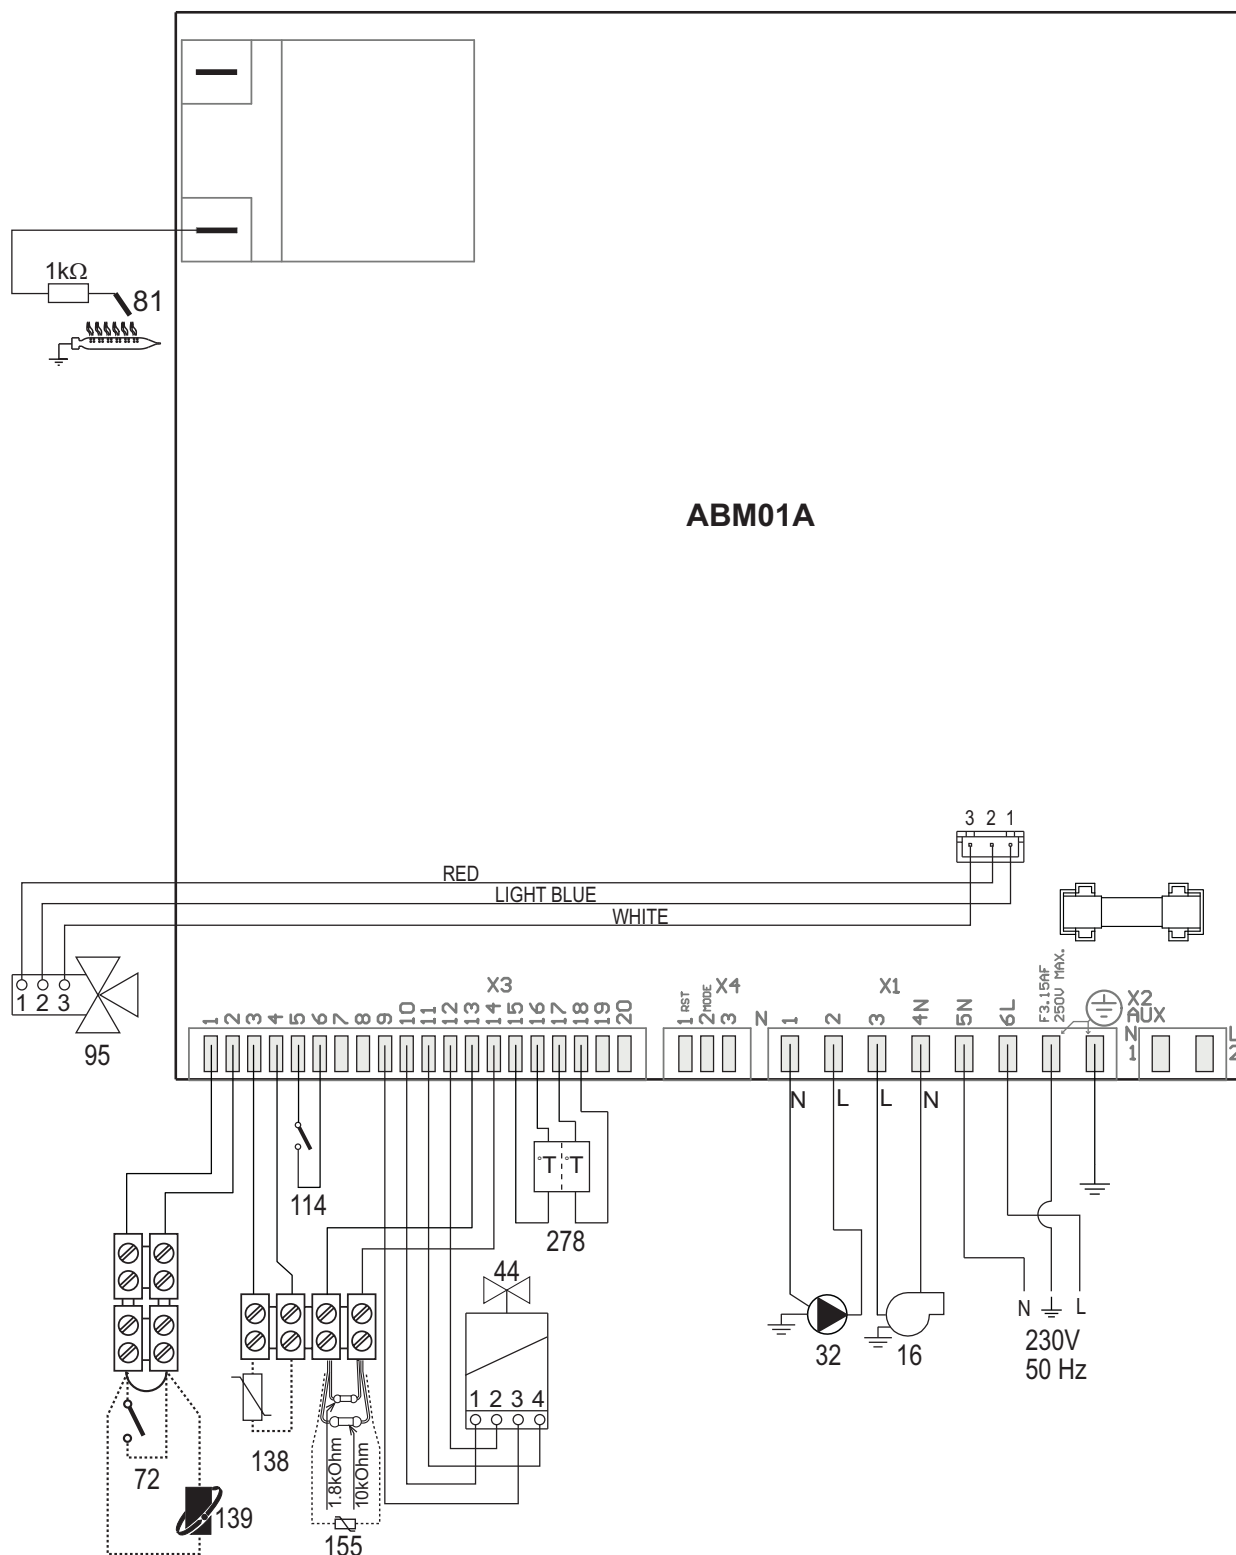 1kΩ
81
ABM01A
3 2 1
RED
LIGHT BLUE
WHITE
1 2 3
95
X3
1 2 3 4 5 6 7 8 9 10 11 12 13 14 15 16 17 18 19 20
X4
1 RST
2 MODE
3
X1
N 1 2 3 4N 5N 6L
F3.15AF
250V MAX.
X2
AUX
N
1
L
2
N L L N
114
278
44
N L
230V
50 Hz
32
16
1 2 3 4
72
138
1.8kOhm
10kOhm
139
155
°T °T